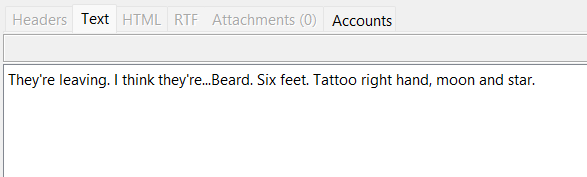 Headers Text HTML RTF Attachments (0) Accounts
They're leaving. I think they're...Beard. Six feet. Tattoo right hand, moon and star.